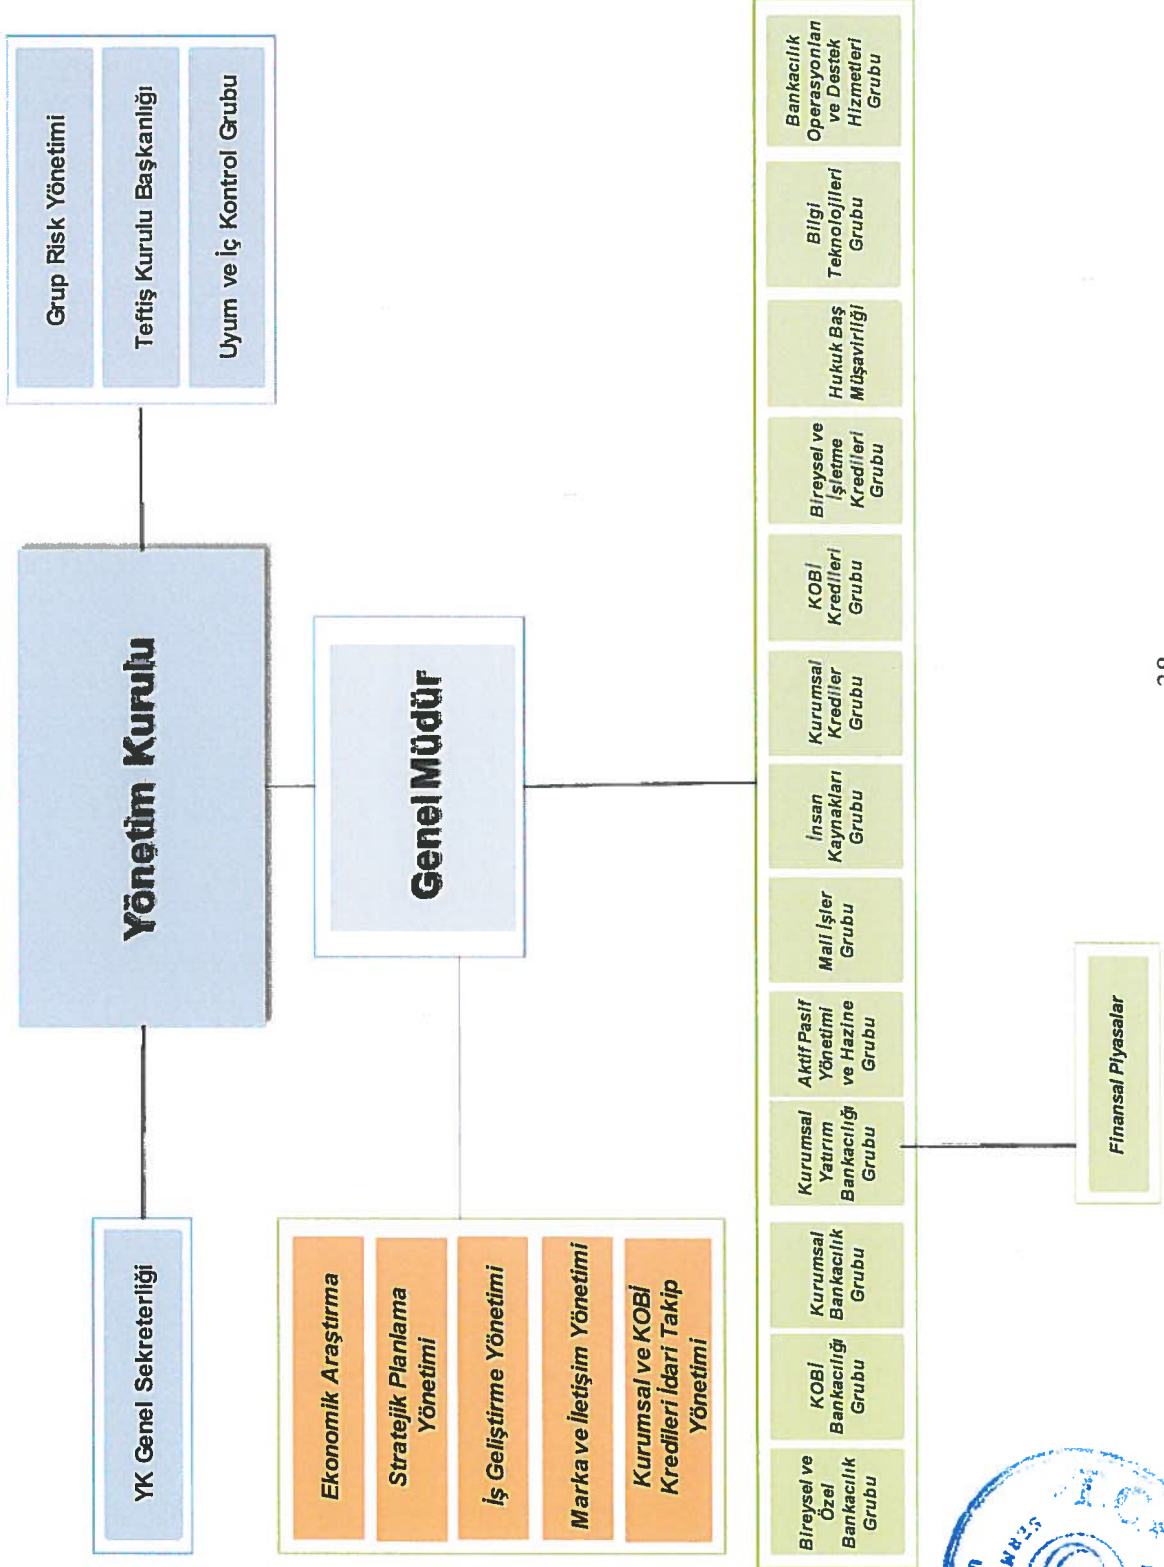 Yönetim Kurulu
YK Genel Sekreterliği
Grup Risk Yönetimi
Teftiş Kurulu Başkanlığı
Uyum ve İç Kontrol Grubu
Genel Müdür
Ekonomik Araştırma
Stratejik Planlama
Yönetimi
İş Geliştirme Yönetimi
Marka ve İletişim Yönetimi
Kurumsal ve KOBİ
Kredileri İdari Takip
Yönetimi
Bireysel ve
Özel
Bankacılık
Grubu
KOBİ
Bankacılığı
Grubu
Kurumsal
Bankacılık
Grubu
Kurumsal
Yatırım
Bankacılığı
Grubu
Aktif Pasif
Yönetimi
ve Hazine
Grubu
Mali İşler
Grubu
İnsan
Kaynakları
Grubu
Kurumsal
Krediler
Grubu
KOBİ
Kredileri
Grubu
Bireysel ve
İşletme
Kredileri
Grubu
Hukuk Baş
Müşavirliği
Bilgi
Teknolojileri
Grubu
Bankacılık
Operasyonları
ve Destek
Hizmetleri
Grubu
Finansal Piyasalar